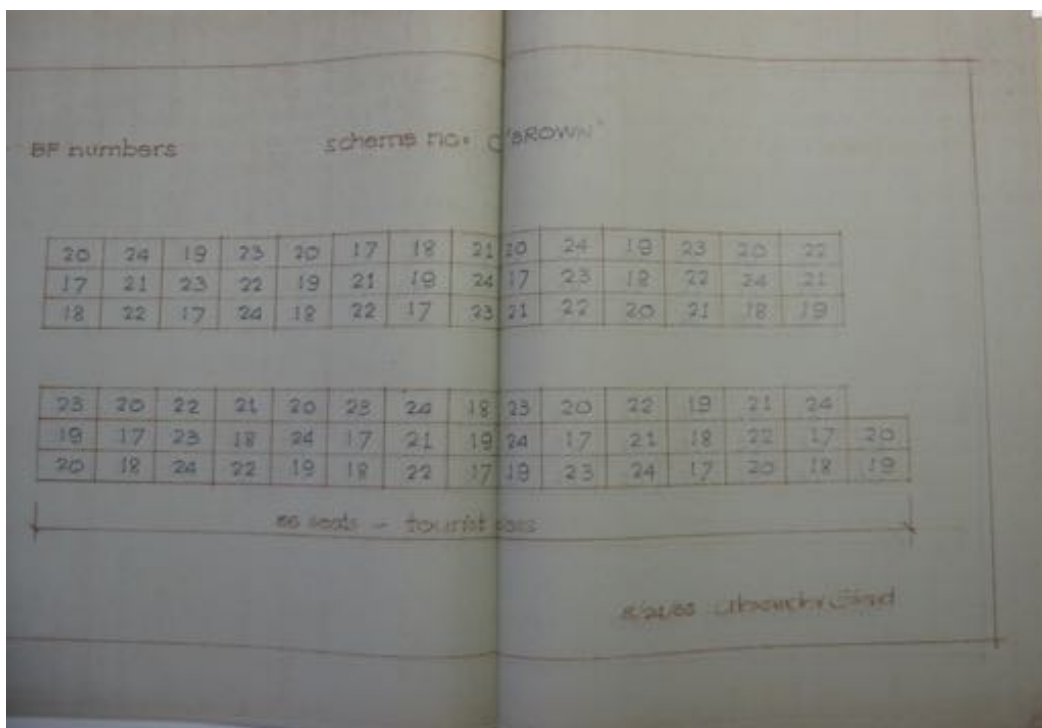 BF numbers scheme no: C "BROWN"
20 24 19 23 20 17 18 21 20 24 19 23 20 22
17 21 23 22 19 21 19 24 17 23 18 22 24 21
18 22 17 24 18 22 17 23 21 22 20 21 18 19
23 20 22 21 20 23 24 18 23 20 22 19 21 24
19 17 23 18 24 17 21 19 24 17 21 18 22 17 20
20 18 24 22 19 18 22 17 18 23 24 17 20 18 19
seats - tourist class